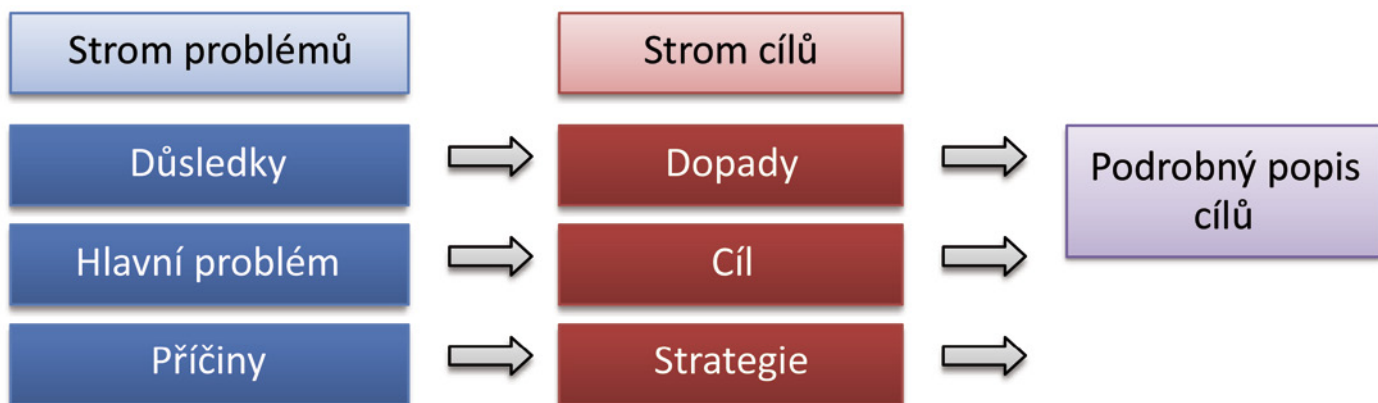 Strom problémů
Strom cílů
Důsledky
Dopady
Podrobný popis
cílů
Hlavní problém
Cíl
Příčiny
Strategie